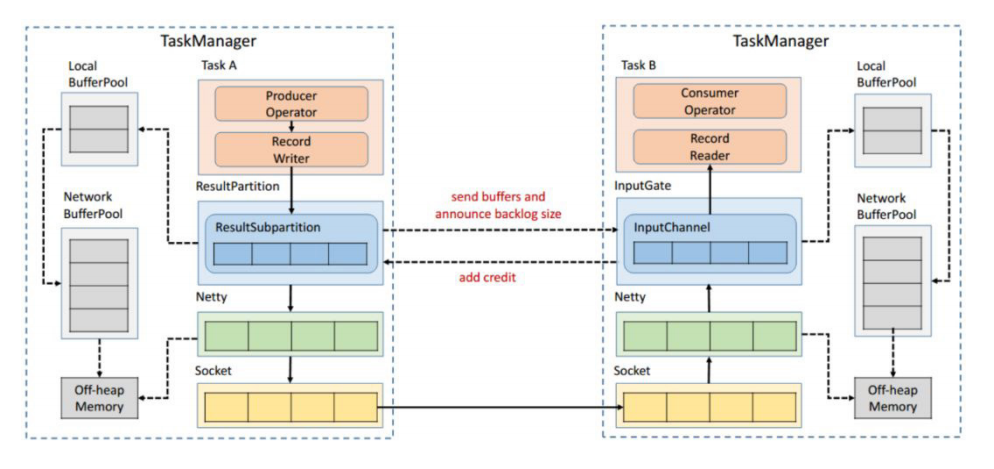 TaskManager
Local
BufferPool
Task A
Producer
Operator
Record
Writer
Network
BufferPool
ResultPartition
ResultSubpartition
Netty
Off-heap
Memory
Socket
send buffers and
announce backlog size
add credit
TaskManager
Task B
Local
BufferPool
Consumer
Operator
Record
Reader
InputGate
InputChannel
Network
BufferPool
Netty
Socket
Off-heap
Memory